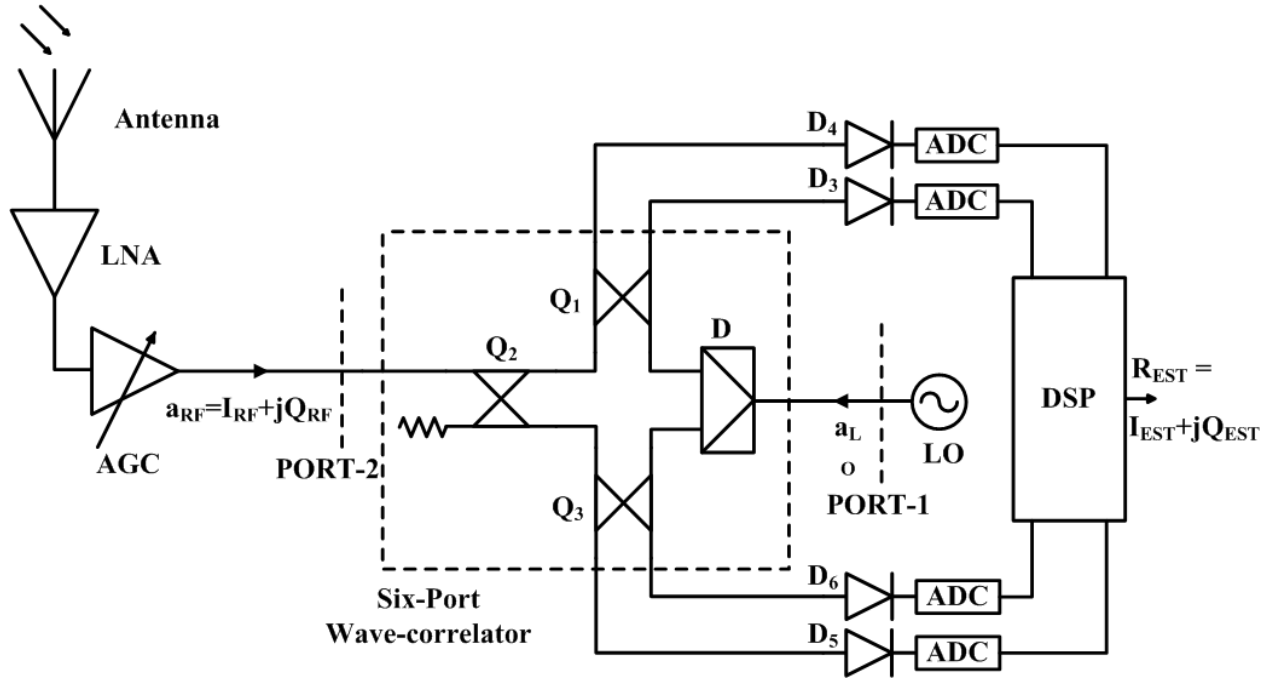 Antenna
LNA
AGC
aRF=IRF+jQRF
PORT-2
Q2
Q1
Q3
D
Six-Port
Wave-correlator
D4
ADC
D3
ADC
aL
O
PORT-1
LO
DSP
REST =
IEST+jQEST
D6
ADC
D5
ADC